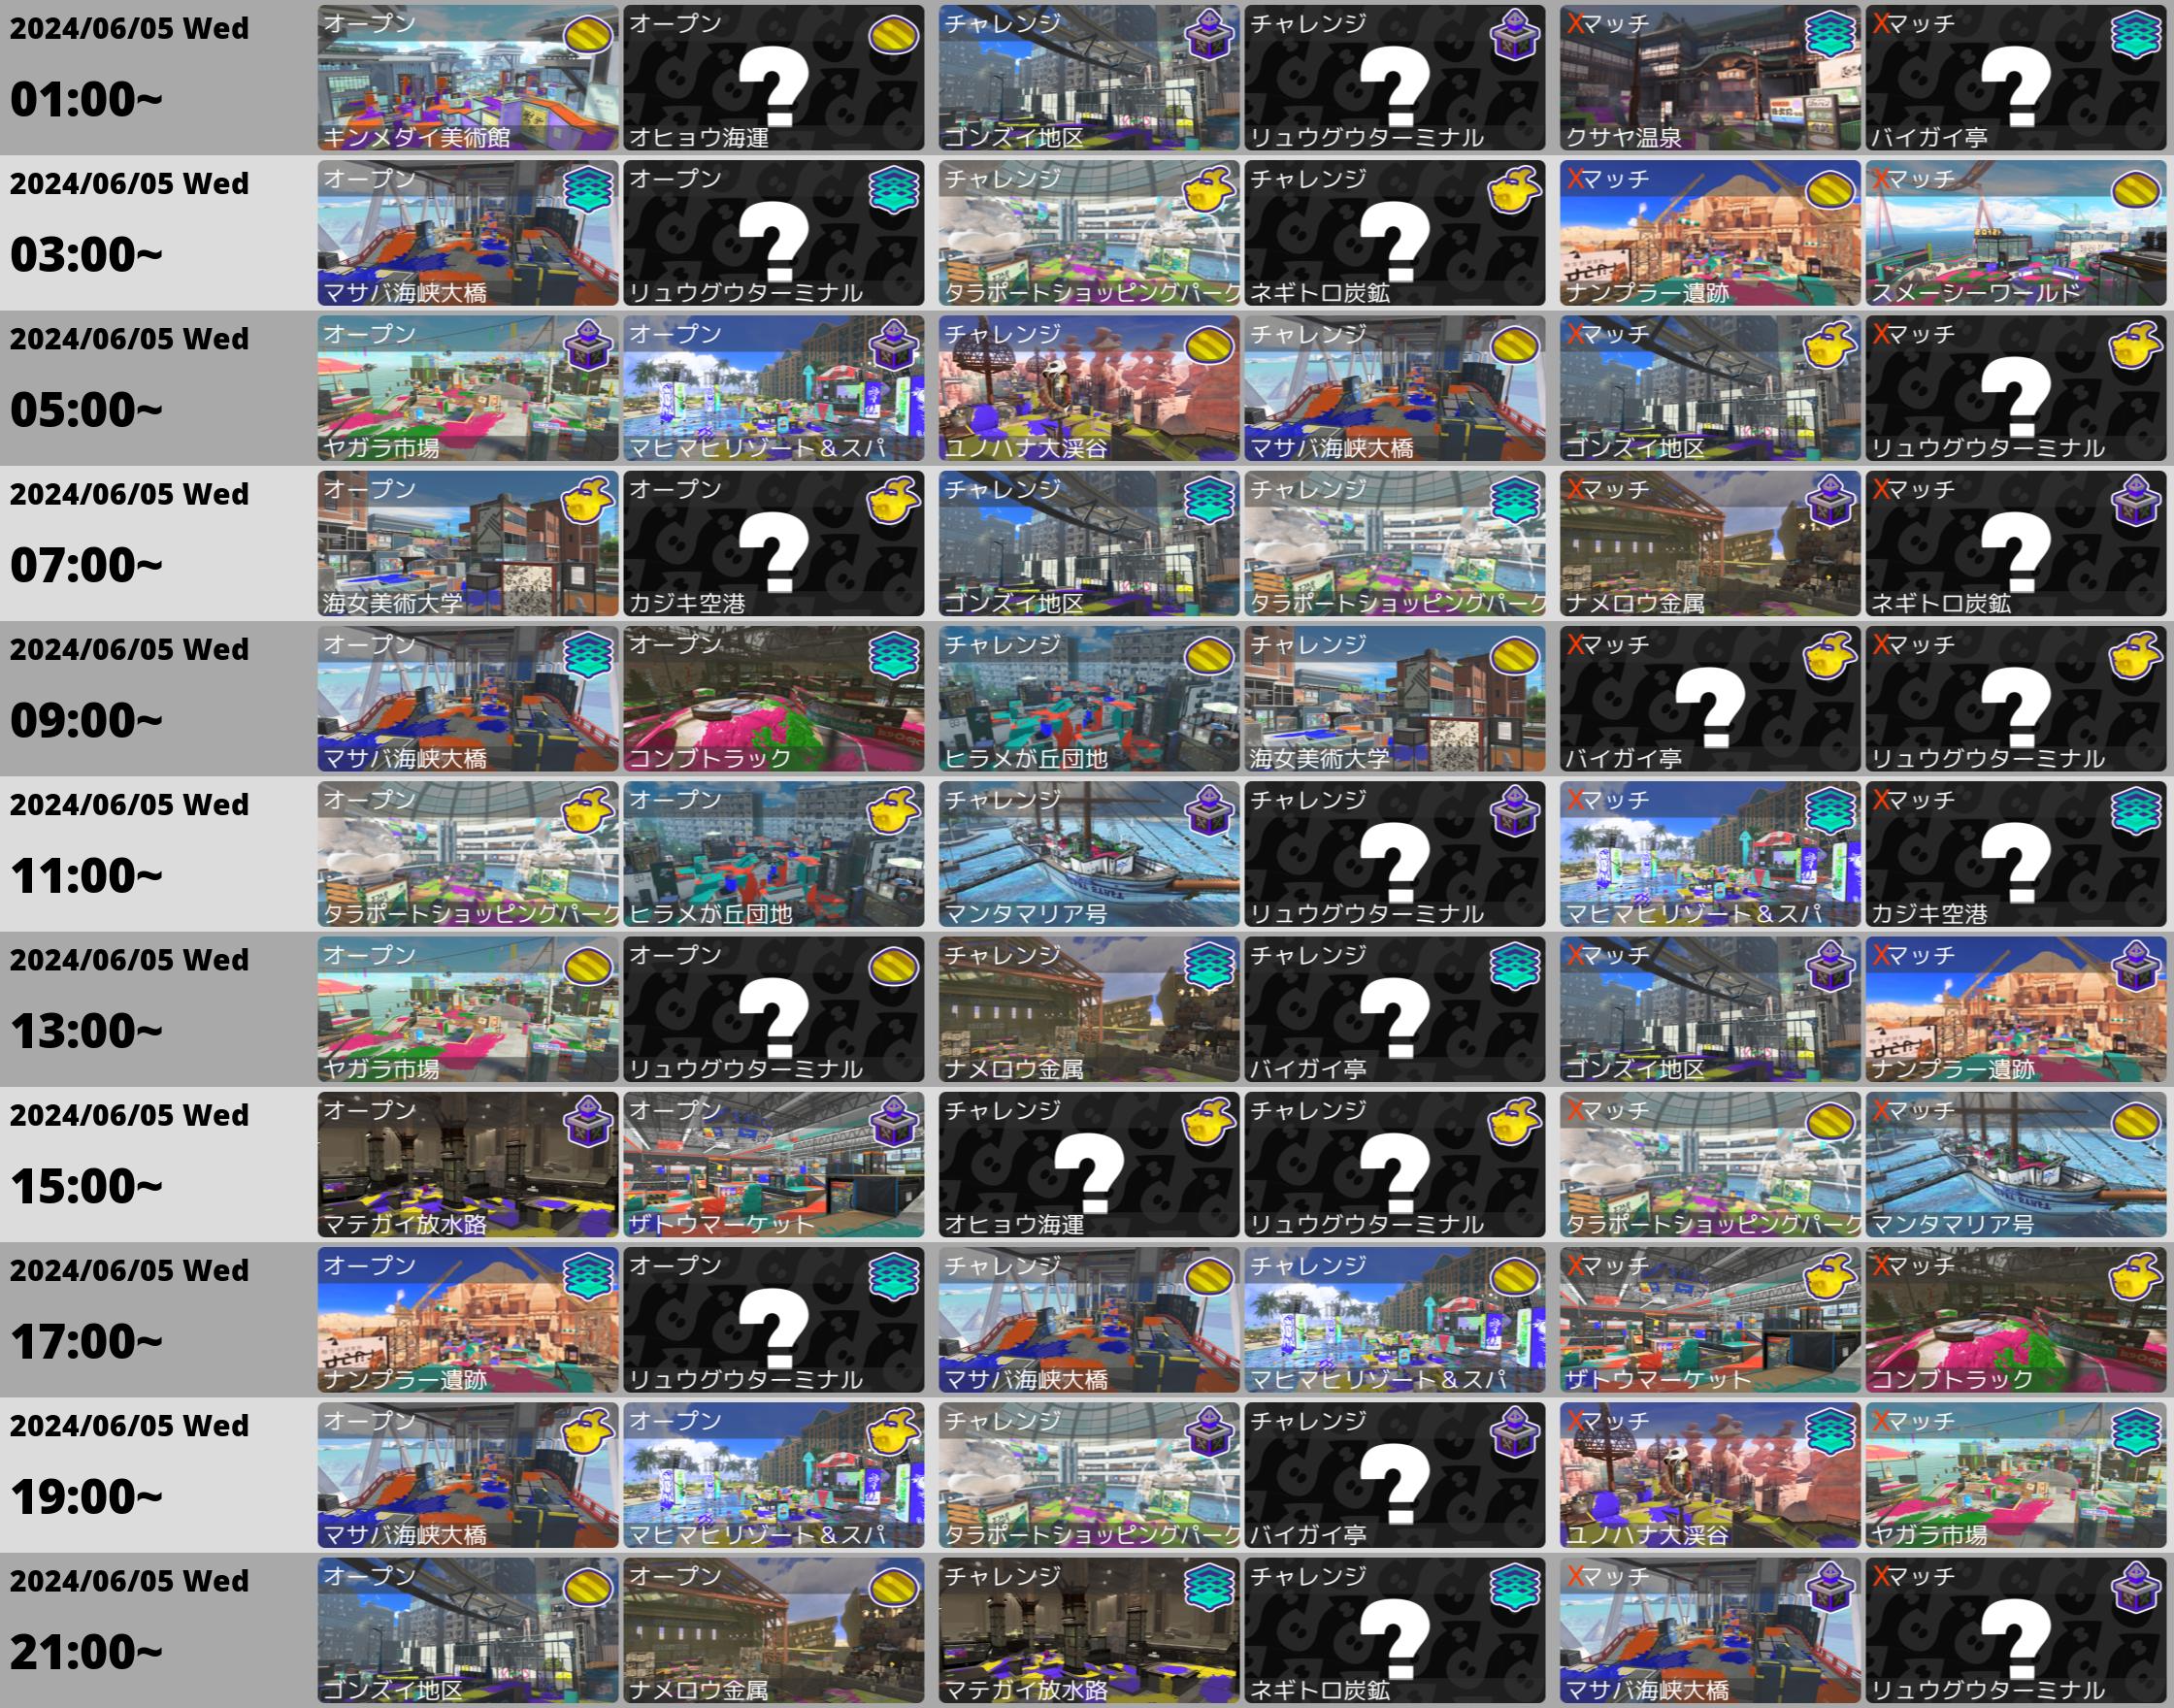 2024/06/05 Wed
01:00~
オープン
キンメダイ美術館
オープン
オヒョウ海運
チャレンジ
ゴンズイ地区
チャレンジ
リュウグウターミナル
Xマッチ
クサヤ温泉
Xマッチ
バイガイ亭
2024/06/05 Wed
03:00~
オープン
マサバ海峡大橋
オープン
リュウグウターミナル
チャレンジ
タラポートショッピングパーク
チャレンジ
ネギトロ炭鉱
Xマッチ
ナンプラー遺跡
Xマッチ
スメーシーワールド
2024/06/05 Wed
05:00~
オープン
ヤガラ市場
オープン
マヒマヒリゾート＆スパ
チャレンジ
ユノハナ大渓谷
チャレンジ
マサバ海峡大橋
Xマッチ
ゴンズイ地区
Xマッチ
リュウグウターミナル
2024/06/05 Wed
07:00~
オープン
海女美術大学
オープン
カジキ空港
チャレンジ
ゴンズイ地区
チャレンジ
タラポートショッピングパーク
Xマッチ
ナメロウ金属
Xマッチ
ネギトロ炭鉱
2024/06/05 Wed
09:00~
オープン
マサバ海峡大橋
オープン
コンブトラック
チャレンジ
ヒラメが丘団地
チャレンジ
海女美術大学
Xマッチ
バイガイ亭
Xマッチ
リュウグウターミナル
2024/06/05 Wed
11:00~
オープン
タラポートショッピングパーク
オープン
ヒラメが丘団地
チャレンジ
マンタマリア号
チャレンジ
リュウグウターミナル
Xマッチ
マヒマヒリゾート＆スパ
Xマッチ
カジキ空港
2024/06/05 Wed
13:00~
オープン
ヤガラ市場
オープン
リュウグウターミナル
チャレンジ
ナメロウ金属
チャレンジ
バイガイ亭
Xマッチ
ゴンズイ地区
Xマッチ
ナンプラー遺跡
2024/06/05 Wed
15:00~
オープン
マテガイ放水路
オープン
ザトウマーケット
チャレンジ
オヒョウ海運
チャレンジ
リュウグウターミナル
Xマッチ
タラポートショッピングパーク
Xマッチ
マンタマリア号
2024/06/05 Wed
17:00~
オープン
ナンプラー遺跡
オープン
リュウグウターミナル
チャレンジ
マサバ海峡大橋
チャレンジ
マヒマヒリゾート＆スパ
Xマッチ
ザトウマーケット
Xマッチ
コンブトラック
2024/06/05 Wed
19:00~
オープン
マサバ海峡大橋
オープン
マヒマヒリゾート＆スパ
チャレンジ
タラポートショッピングパーク
チャレンジ
バイガイ亭
Xマッチ
ユノハナ大渓谷
Xマッチ
ヤガラ市場
2024/06/05 Wed
21:00~
オープン
ゴンズイ地区
オープン
ナメロウ金属
チャレンジ
マテガイ放水路
チャレンジ
ネギトロ炭鉱
Xマッチ
マサバ海峡大橋
Xマッチ
リュウグウターミナル